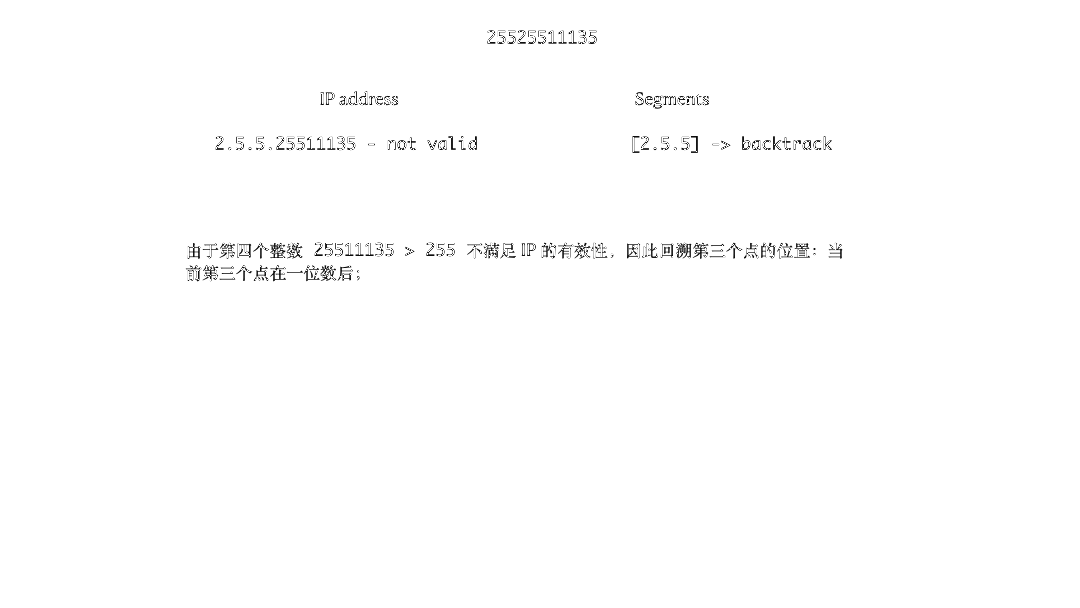 25525511135
IP address Segments
2.5.5.25511135 - not valid [2.5.5] -> backtrack
由于第四个整数 25511135 > 255 不满足 IP 的有效性，因此回溯第三个点的位置：当
前第三个点在一位数后；